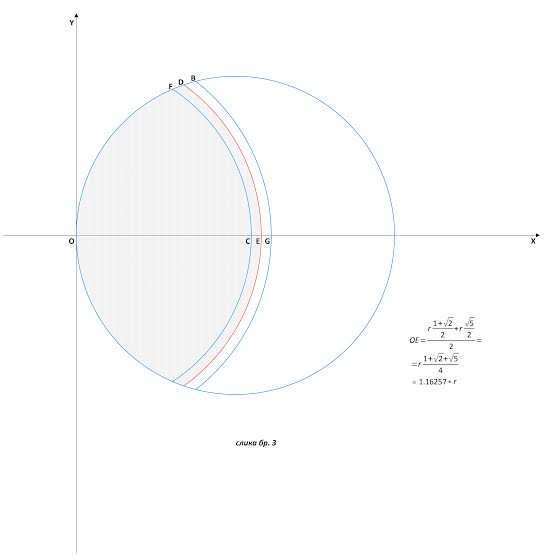 Y
F D B
O C E G X
OE = (r (1+√2)/2 + r √5/2)/2 =
= r (1+√2+√5)/4
≈ 1.16257 * r
слика бр. 3